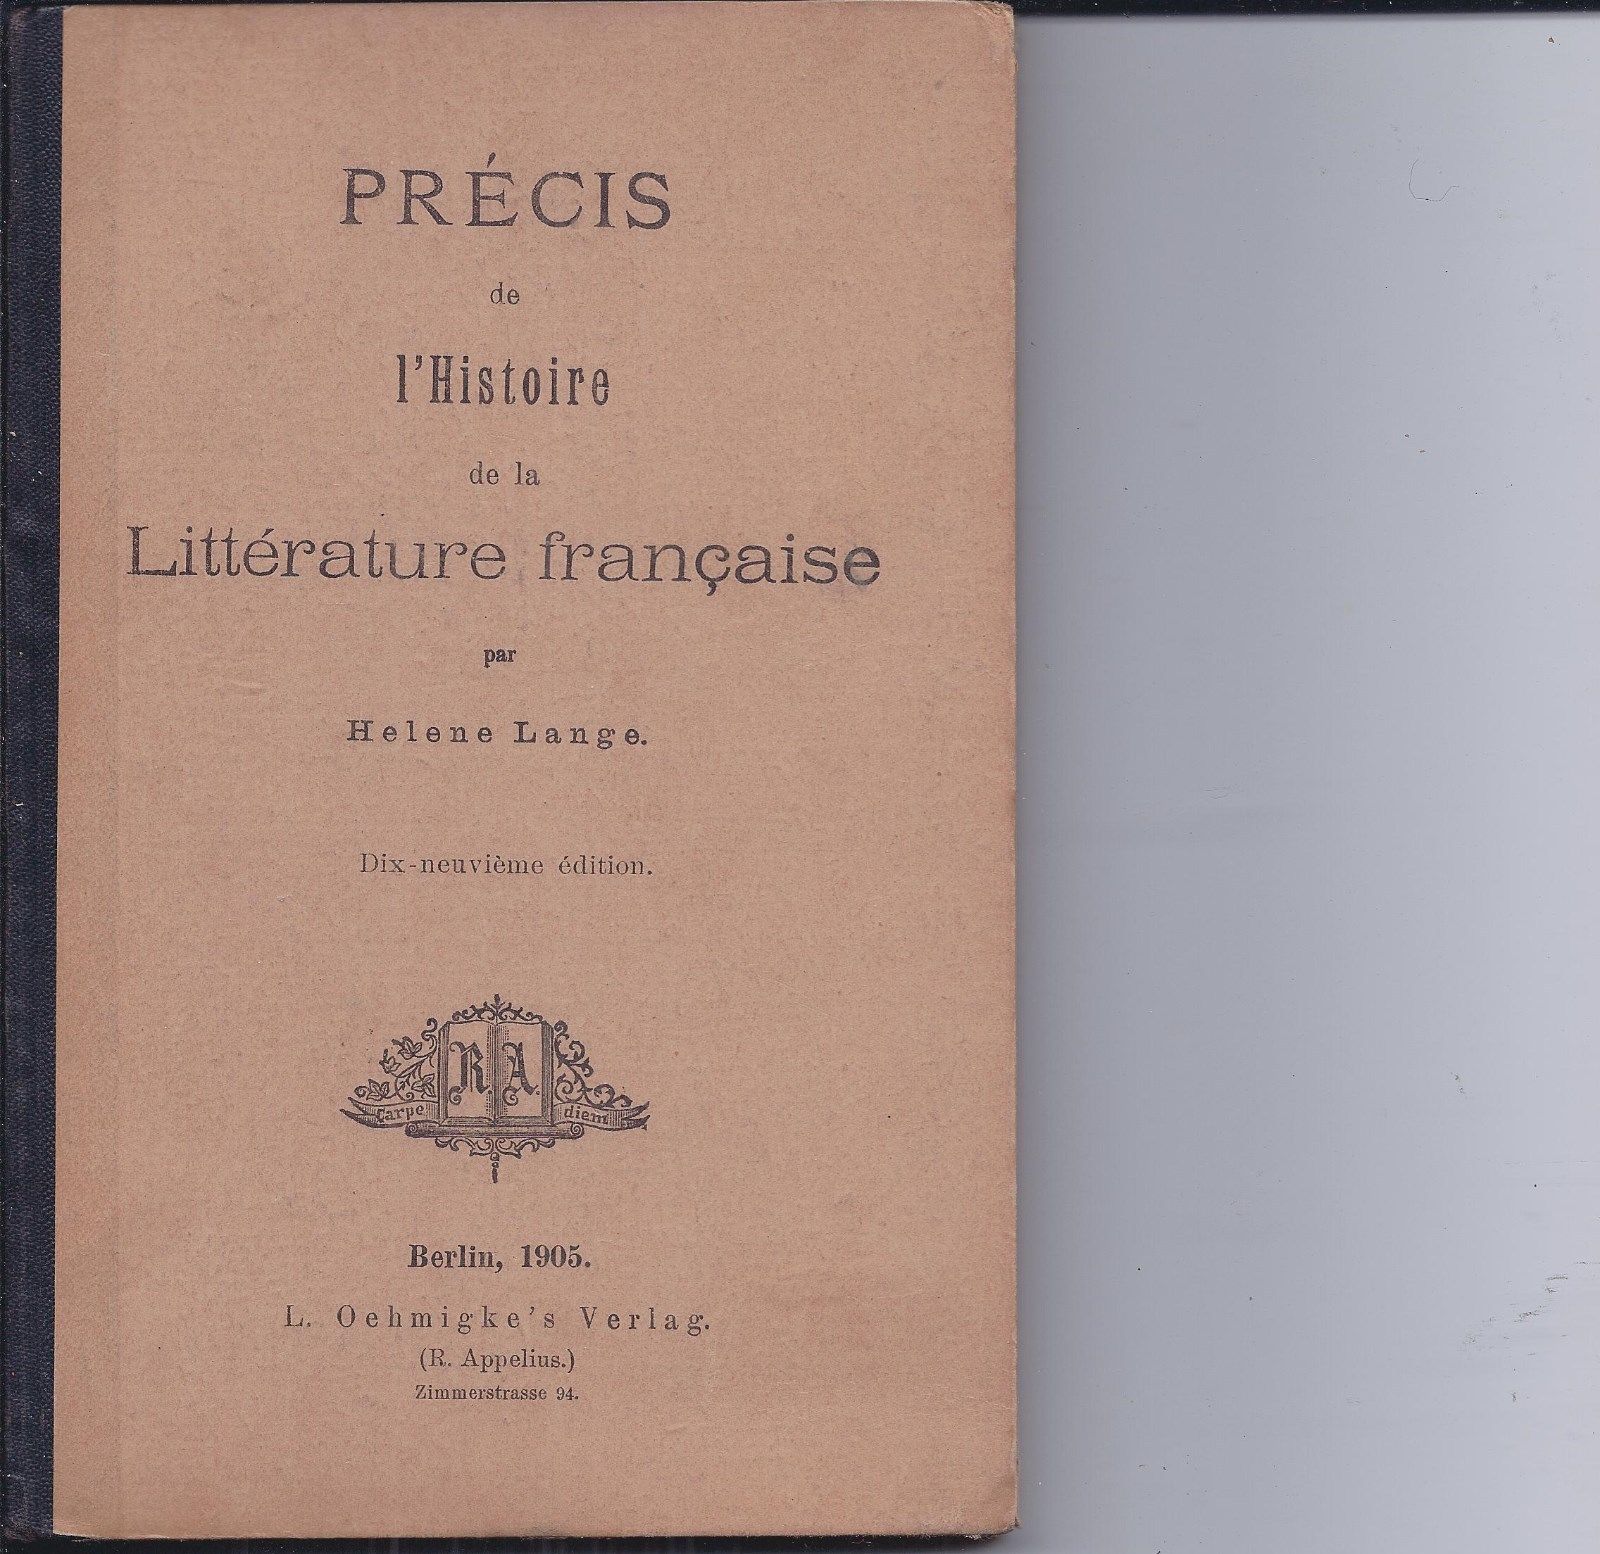 PRÉCIS
de
l'Histoire
de la
Littérature française
par
Helene Lange.
Dix-neuvième édition.
R. A.
Carpe diem
Berlin, 1905.
L. Oehmigke's Verlag.
(R. Appelius.)
Zimmerstrasse 94.